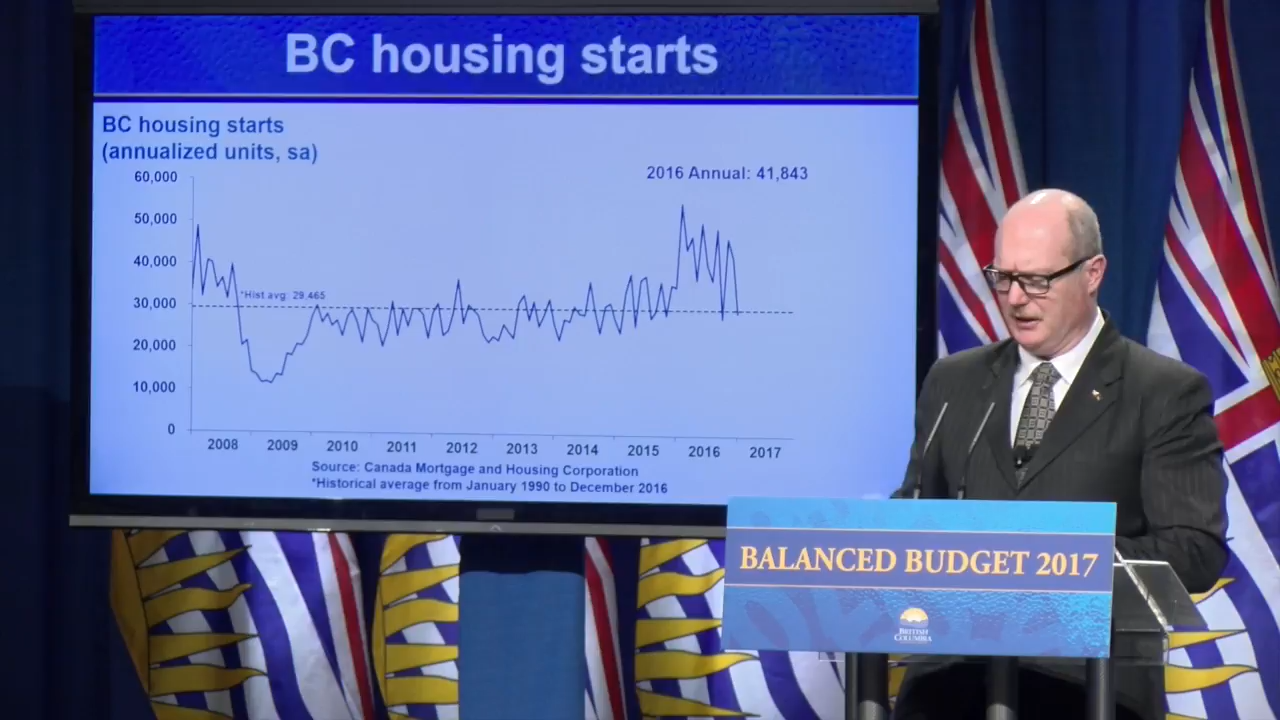 BC housing starts
BC housing starts
(annualized units, sa)
2016 Annual: 41,843
60,000
50,000
40,000
30,000
20,000
10,000
0
*Hist avg: 29,465
2008 2009 2010 2011 2012 2013 2014 2015 2016 2017
Source: Canada Mortgage and Housing Corporation
*Historical average from January 1990 to December 2016
BALANCED BUDGET 2017
BRITISH
COLUMBIA